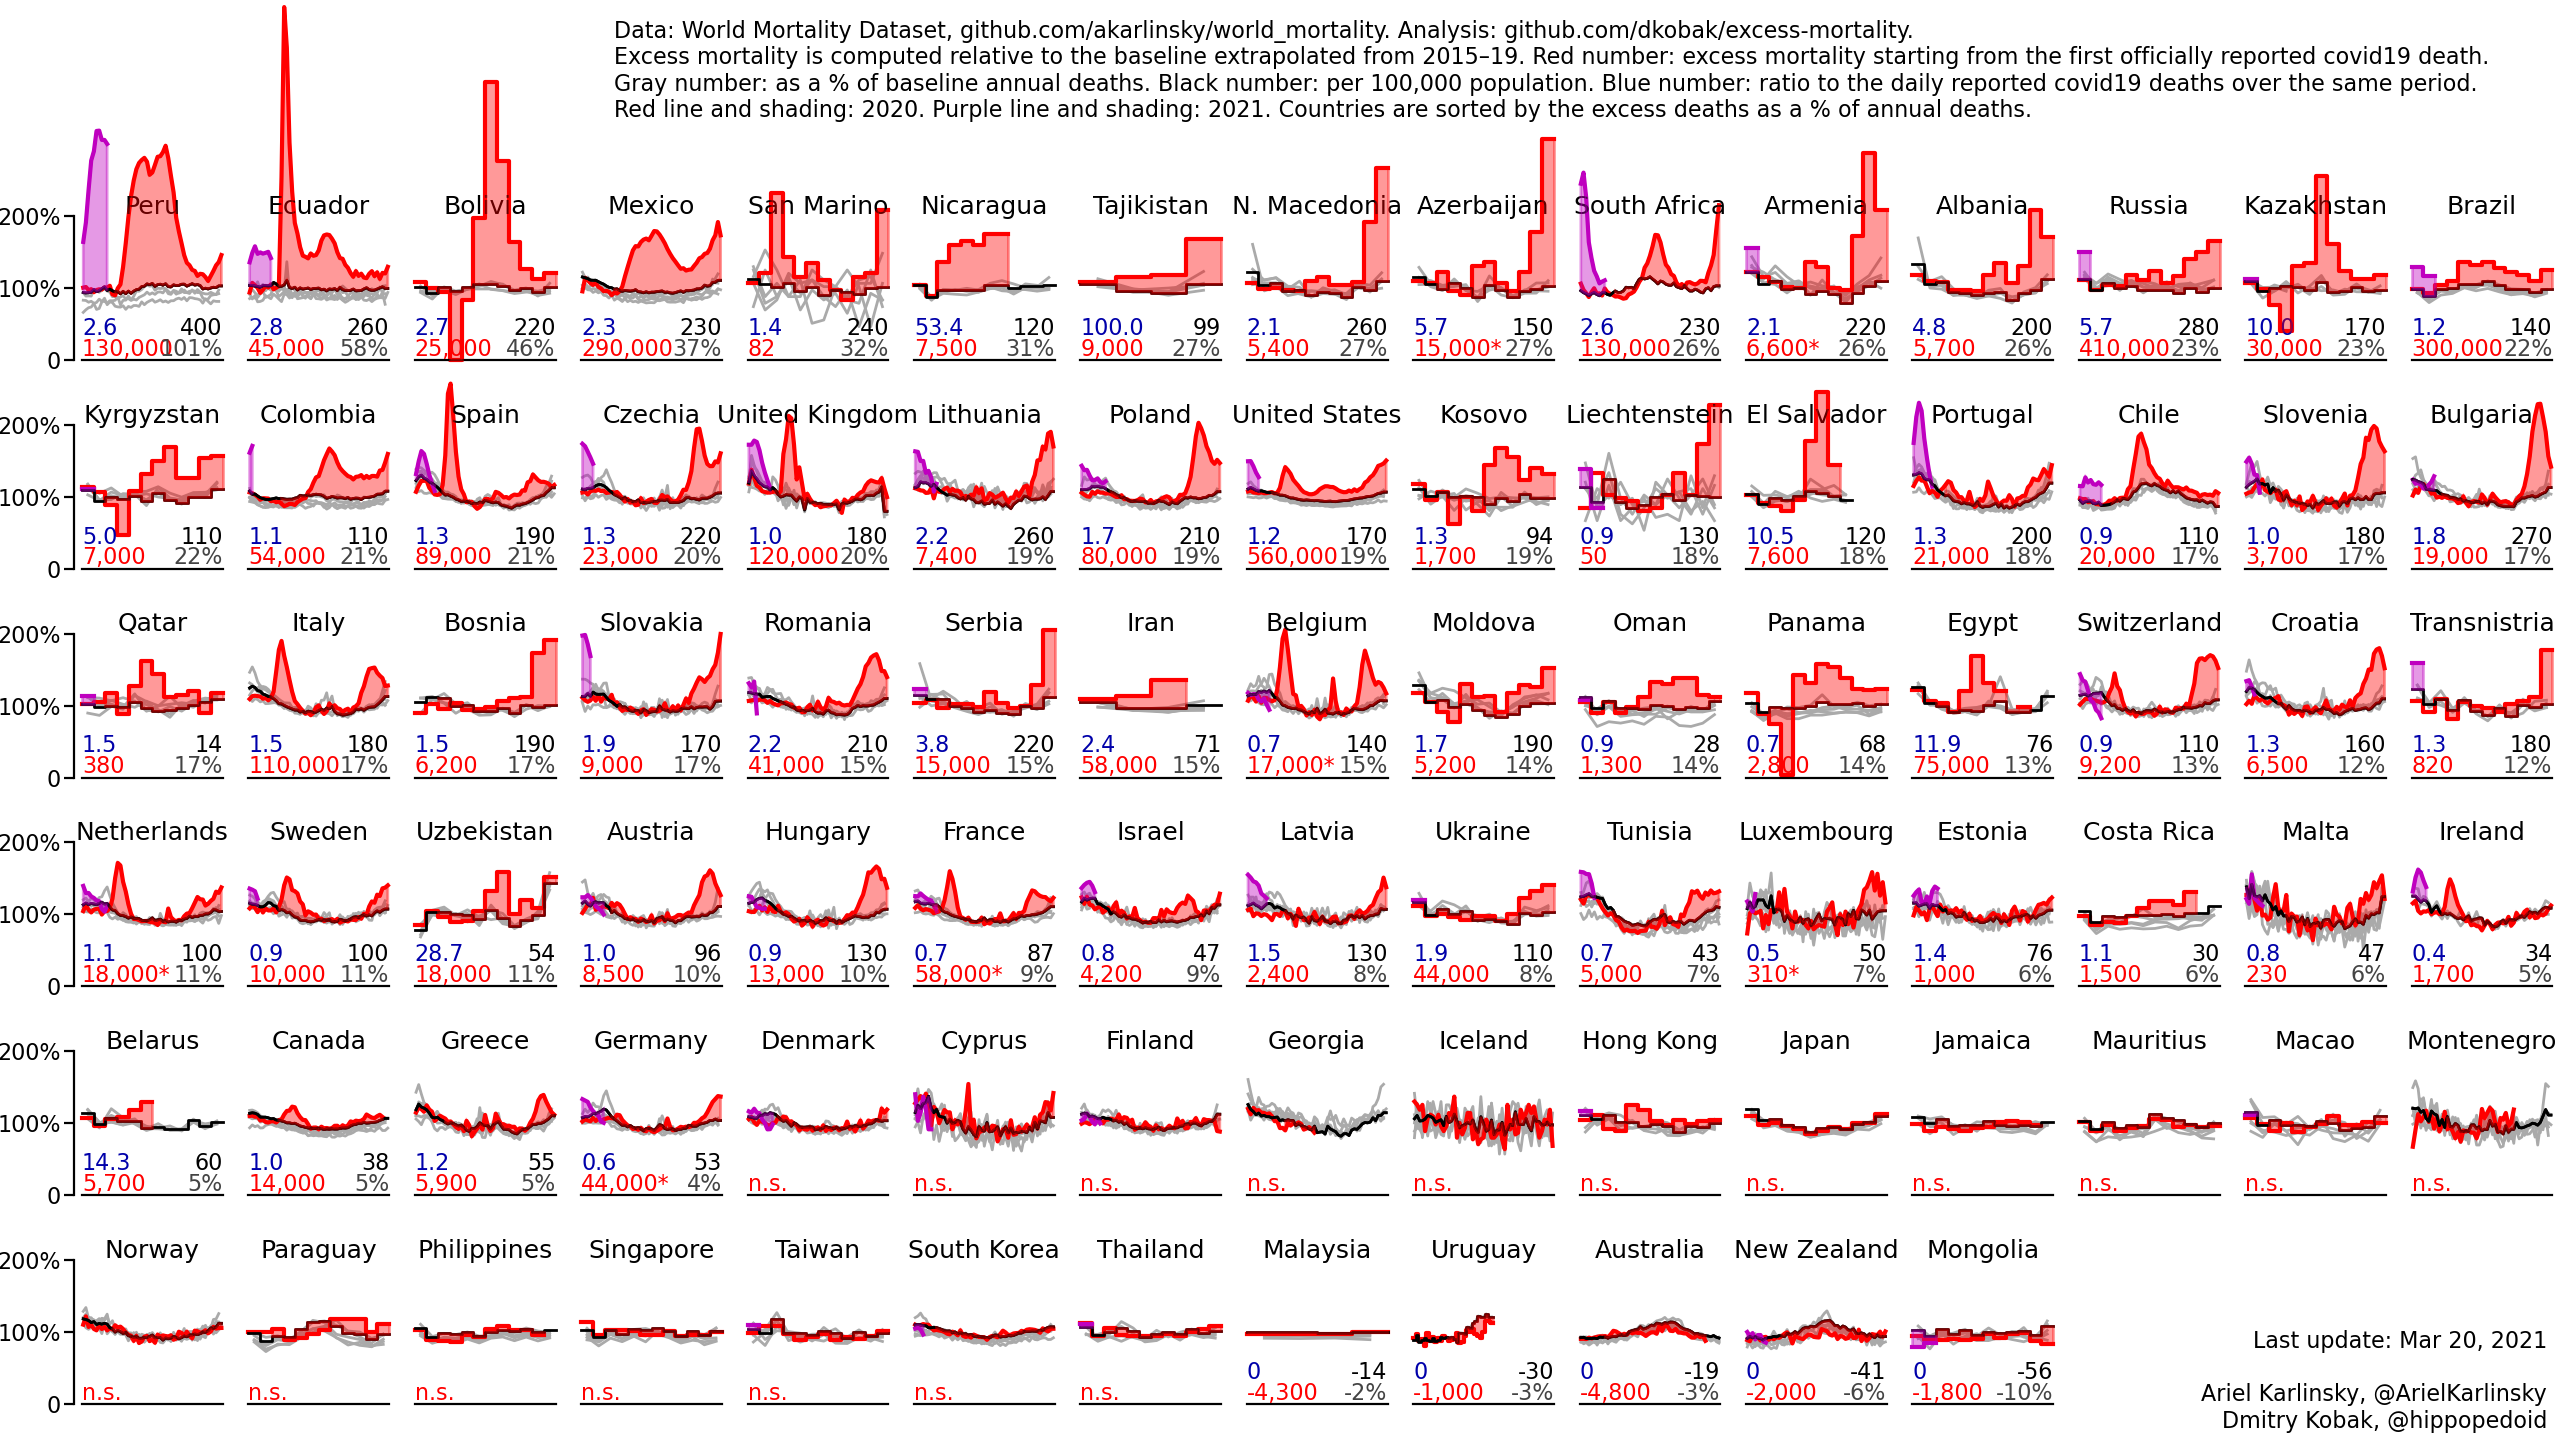 Data: World Mortality Dataset, github.com/akarlinsky/world_mortality. Analysis: github.com/dkobak/excess-mortality.
Excess mortality is computed relative to the baseline extrapolated from 2015–19. Red number: excess mortality starting from the first officially reported covid19 death.
Gray number: as a % of baseline annual deaths. Black number: per 100,000 population. Blue number: ratio to the daily reported covid19 deaths over the same period.
Red line and shading: 2020. Purple line and shading: 2021. Countries are sorted by the excess deaths as a % of annual deaths.
Peru Ecuador Bolivia Mexico San Marino Nicaragua Tajikistan N. Macedonia Azerbaijan South Africa Armenia Albania Russia Kazakhstan Brazil
200%
100%
2.6 400 2.8 260 2.7 220 2.3 230 1.4 240 53.4 120 100.0 99 2.1 260 5.7 150 2.6 230 2.1 220 4.8 200 5.7 280 10.0 170 1.2 140
0 130,000 101% 45,000 58% 25,000 46% 290,000 37% 82 32% 7,500 31% 9,000 27% 5,400 27% 15,000* 27% 130,000 26% 6,600* 26% 5,700 26% 410,000 23% 30,000 23% 300,000 22%
Kyrgyzstan Colombia Spain Czechia United Kingdom Lithuania Poland United States Kosovo Liechtenstein El Salvador Portugal Chile Slovenia Bulgaria
200%
100%
5.0 110 1.1 110 1.3 190 1.3 220 1.0 180 2.2 260 1.7 210 1.2 170 1.3 94 0.9 130 10.5 120 1.3 200 0.9 110 1.0 180 1.8 270
0 7,000 22% 54,000 21% 89,000 21% 23,000 20% 120,000 20% 7,400 19% 80,000 19% 560,000 19% 1,700 19% 50 18% 7,600 18% 21,000 18% 20,000 17% 3,700 17% 19,000 17%
Qatar Italy Bosnia Slovakia Romania Serbia Iran Belgium Moldova Oman Panama Egypt Switzerland Croatia Transnistria
200%
100%
1.5 14 1.5 180 1.5 190 1.9 170 2.2 210 3.8 220 2.4 71 0.7 140 1.7 190 0.9 28 0.7 68 11.9 76 0.9 110 1.3 160 1.3 180
0 380 17% 110,000 17% 6,200 17% 9,000 17% 41,000 15% 15,000 15% 58,000 15% 17,000* 15% 5,200 14% 1,300 14% 2,800 14% 75,000 13% 9,200 13% 6,500 12% 820 12%
Netherlands Sweden Uzbekistan Austria Hungary France Israel Latvia Ukraine Tunisia Luxembourg Estonia Costa Rica Malta Ireland
200%
100%
1.1 100 0.9 100 28.7 54 1.0 96 0.9 130 0.7 87 0.8 47 1.5 130 1.9 110 0.7 43 0.5 50 1.4 76 1.1 30 0.8 47 0.4 34
0 18,000* 11% 10,000 11% 18,000 11% 8,500 10% 13,000 10% 58,000* 9% 4,200 9% 2,400 8% 44,000 8% 5,000 7% 310* 7% 1,000 6% 1,500 6% 230 6% 1,700 5%
Belarus Canada Greece Germany Denmark Cyprus Finland Georgia Iceland Hong Kong Japan Jamaica Mauritius Macao Montenegro
200%
100%
14.3 60 1.0 38 1.2 55 0.6 53
0 5,700 5% 14,000 5% 5,900 5% 44,000* 4% n.s. n.s. n.s. n.s. n.s. n.s. n.s. n.s. n.s. n.s. n.s.
Norway Paraguay Philippines Singapore Taiwan South Korea Thailand Malaysia Uruguay Australia New Zealand Mongolia
200%
100%
0 -14 0 -30 0 -19 0 -41 0 -56
0 n.s. n.s. n.s. n.s. n.s. n.s. n.s. -4,300 -2% -1,000 -3% -4,800 -3% -2,000 -6% -1,800 -10%
Last update: Mar 20, 2021
Ariel Karlinsky, @ArielKarlinsky
Dmitry Kobak, @hippopedoid